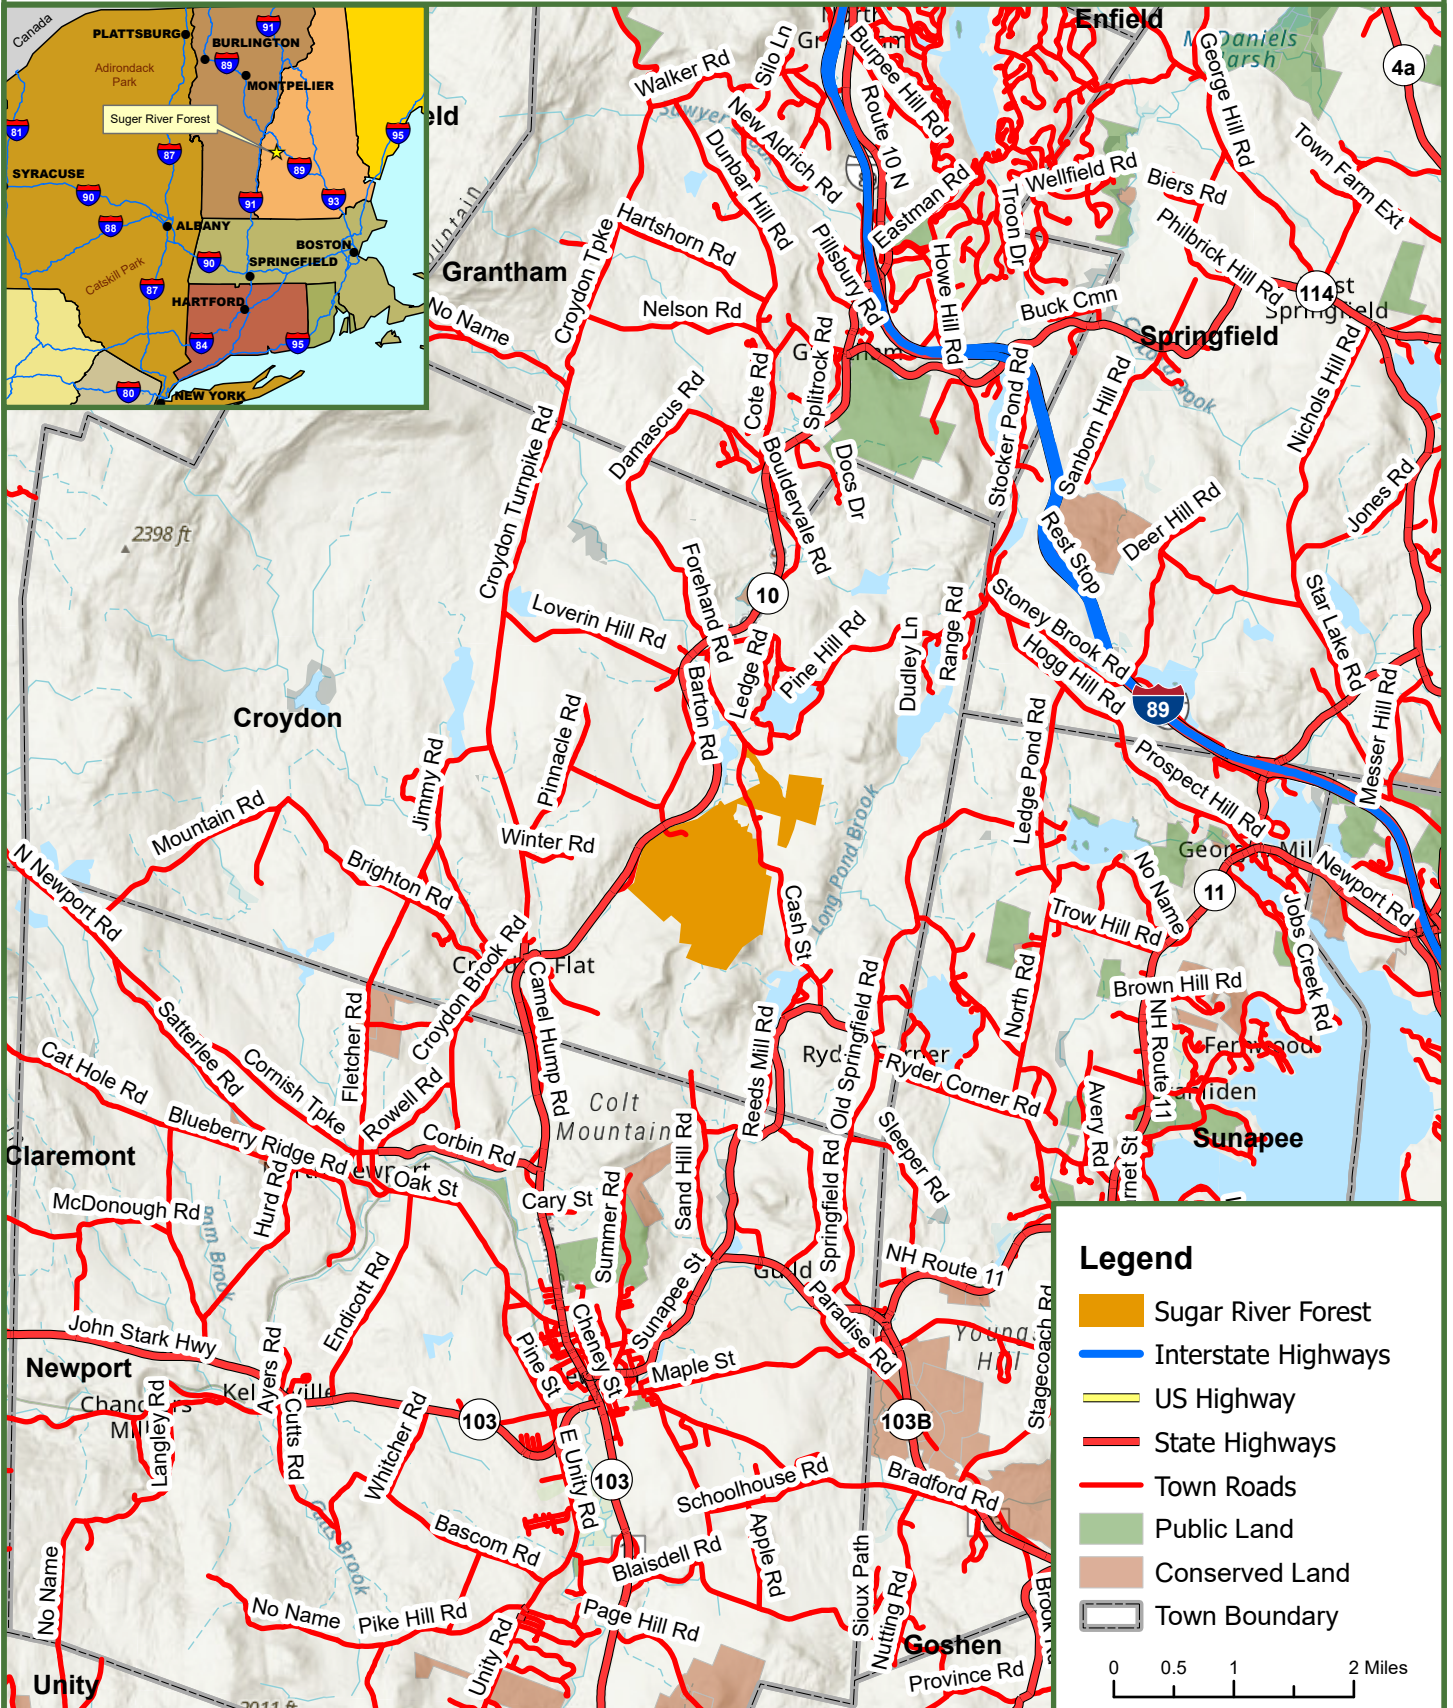 Canada
PLATTSBURG
BURLINGTON
91
89
MONTPELIER
Adirondack
Park
Suger River Forest
81
87
95
SYRACUSE
89
90
91
93
88
ALBANY
BOSTON
90
SPRINGFIELD
Catskill Park
87
HARTFORD
84
95
80
NEW YORK
Enfield
4a
Walker Rd
Silo Ln
Burpee Hill Rd
George Hill Rd
New Aldrich Rd
Route 10 N
Town Farm Ext
Dunbar Hill Rd
Eastman Rd
Wellfield Rd
Troon Dr
Biers Rd
Philbrick Hill Rd
Hartshorn Rd
Croydon Tpke
Pillsbury Rd
Howe Hill Rd
Grantham
114
Springfield
No Name
Nelson Rd
Buck Cmn
Springfield
Cote Rd
Splitrock Rd
Nichols Hill Rd
Damascus Rd
Stocker Pond Rd
Sanborn Hill Rd
Croydon Turnpike Rd
Bouldervale Rd
Docs Dr
Jones Rd
2398 ft
Rest Stop
Deer Hill Rd
Forehand Rd
10
Loverin Hill Rd
Ledge Rd
Pine Hill Rd
Dudley Ln
Range Rd
Stoney Brook Rd
Hogg Hill Rd
Star Lake Rd
Croydon
Barton Rd
Pinnacle Rd
89
Messer Hill Rd
Jimmy Rd
Ledge Pond Rd
Prospect Hill Rd
Mountain Rd
Winter Rd
Long Pond Brook
N Newport Rd
Brighton Rd
No Name
11
Newport Rd
Cash St
Trow Hill Rd
Jobs Creek Rd
Croydon Brook Rd
Flat
North Rd
Brown Hill Rd
Satterlee Rd
Fletcher Rd
Camel Hump Rd
Reeds Mill Rd
Old Springfield Rd
NH Route 11
Fernwood
Cat Hole Rd
Cornish Tpke
Rowell Rd
Colt
Mountain
Ryder Corner Rd
Avery Rd
Blueberry Ridge Rd
Corbin Rd
Sand Hill Rd
Sleeper Rd
Sunapee
Claremont
Oak St
Cary St
Summer Rd
Springfield Rd
McDonough Rd
Hurd Rd
NH Route 11
Endicott Rd
Sunapee St
Paradise Rd
Stagecoach Rd
John Stark Hwy
Ayers Rd
Cheney St
Pine St
Maple St
Newport
Langley Rd
Cutts Rd
Whitcher Rd
103
103B
E Unity Rd
103
Schoolhouse Rd
Bradford Rd
Bascom Rd
Blaisdell Rd
Apple Rd
Sioux Path
Nutting Rd
No Name
No Name
Pike Hill Rd
Page Hill Rd
Unity Rd
Goshen
Province Rd
Unity
Legend
Sugar River Forest
Interstate Highways
US Highway
State Highways
Town Roads
Public Land
Conserved Land
Town Boundary
0 0.5 1 2 Miles